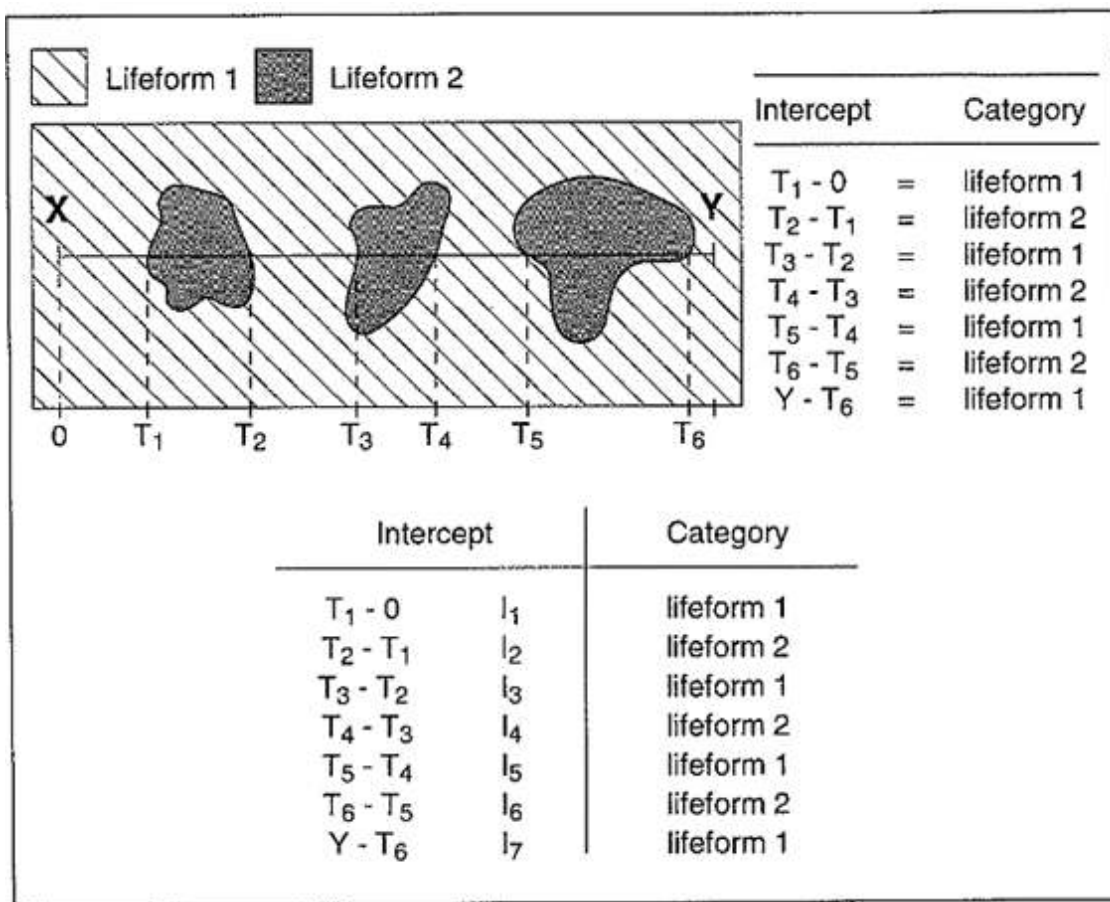 Lifeform 1 Lifeform 2
Intercept Category
T₁ - 0 = lifeform 1
T₂ - T₁ = lifeform 2
T₃ - T₂ = lifeform 1
T₄ - T₃ = lifeform 2
T₅ - T₄ = lifeform 1
T₆ - T₅ = lifeform 2
Y - T₆ = lifeform 1
X Y
0 T₁ T₂ T₃ T₄ T₅ T₆
Intercept Category
T₁ - 0 I₁ lifeform 1
T₂ - T₁ I₂ lifeform 2
T₃ - T₂ I₃ lifeform 1
T₄ - T₃ I₄ lifeform 2
T₅ - T₄ I₅ lifeform 1
T₆ - T₅ I₆ lifeform 2
Y - T₆ I₇ lifeform 1